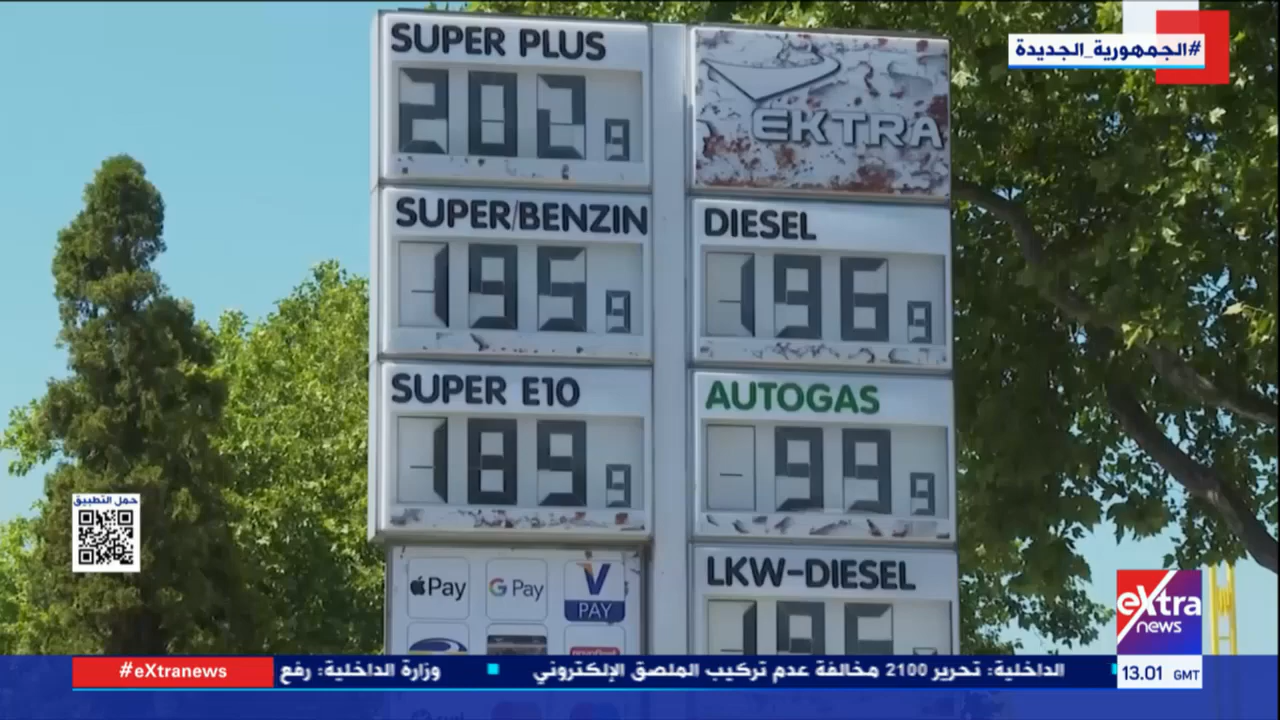 #الجمهورية_الجديدة
SUPER PLUS
202 9
EKTRA
SUPER/BENZIN
195 9
DIESEL
196 9
SUPER E10
189 9
AUTOGAS
-99 9
حمل التطبيق
Pay
G Pay
V PAY
LKW-DIESEL
eXtra news
#eXtranews
الداخلية: تحرير 2100 مخالفة عدم تركيب الملصق الإلكتروني
وزارة الداخلية: رفع
13.01 GMT